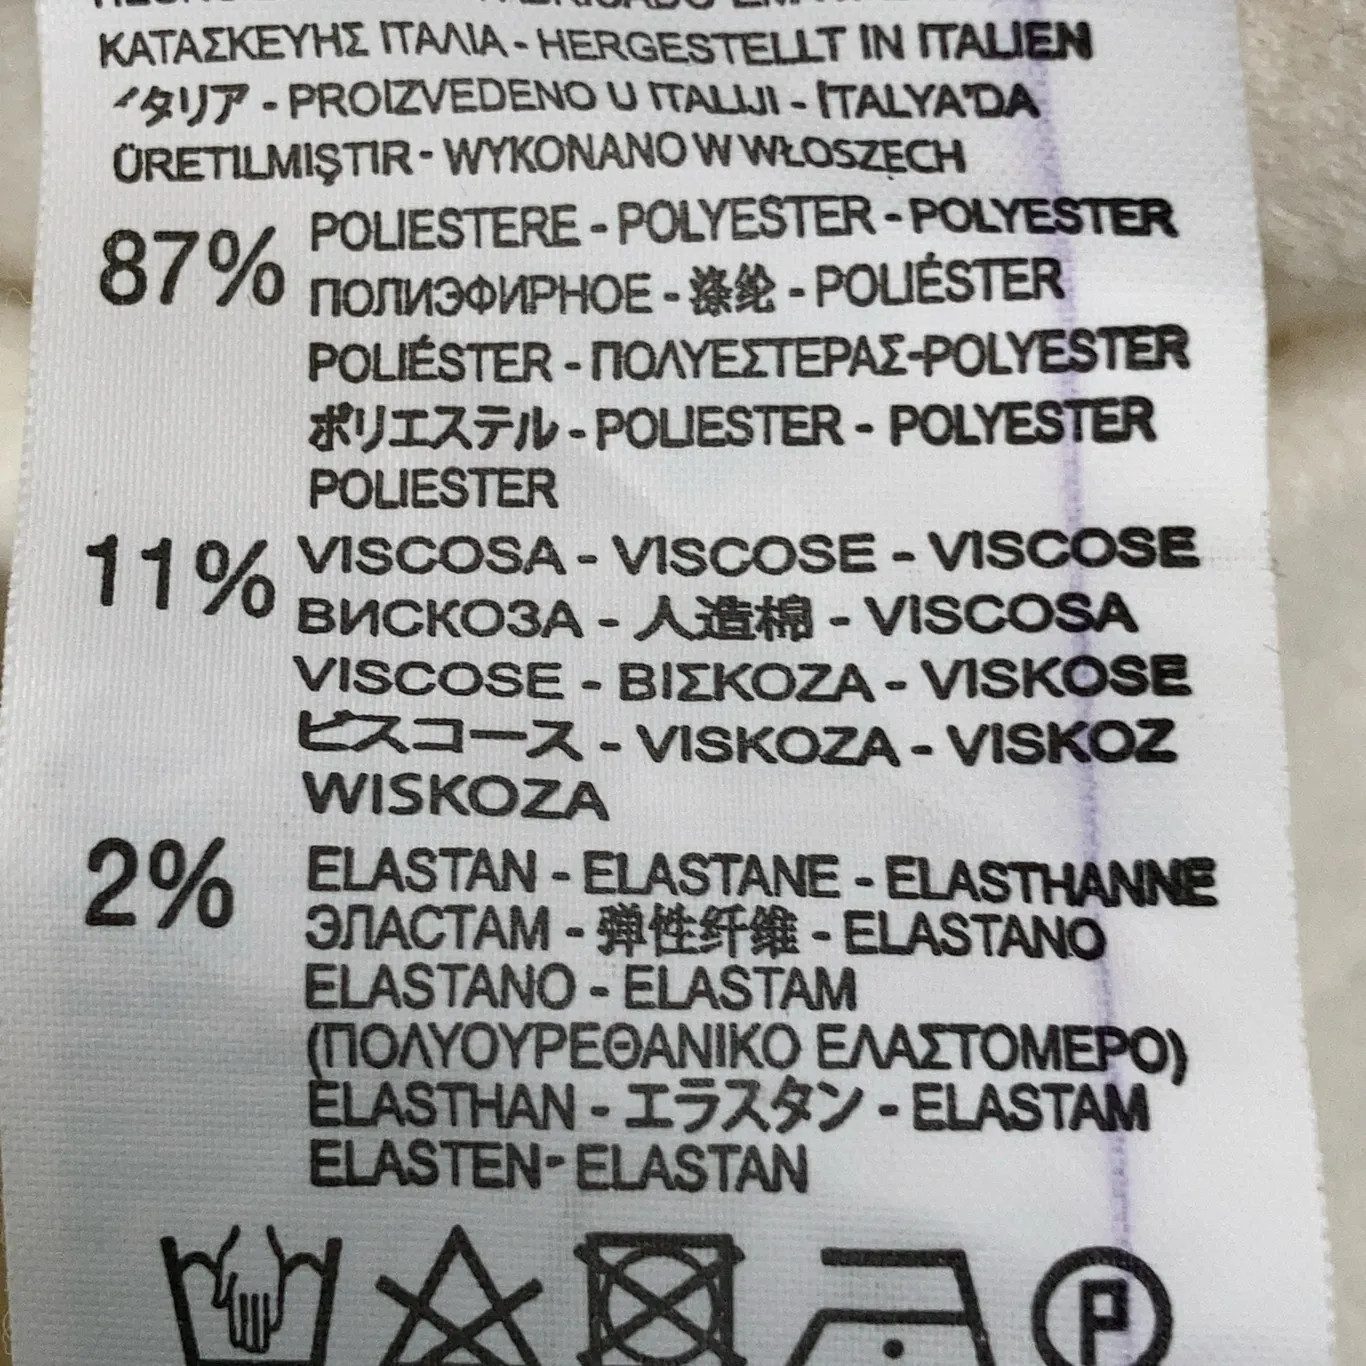 ΚΑΤΑΣΚΕΥΗΣ ΙΤΑΛΙΑ - HERGESTELLT IN ITALIEN
イタリア - PROIZVEDENO U ITALIJI - İTALYA'DA
ÜRETILMIŞTIR - WYKONANO W WŁOSZECH
87% POLIESTERE - POLYESTER - POLYESTER
ПОЛИЭФИРНОЕ - 涤纶 - POLIÉSTER
POLIÉSTER - ΠΟΛΥΕΣΤΕΡΑΣ-POLYESTER
ポリエステル - POLIESTER - POLYESTER
POLIESTER
11% VISCOSA - VISCOSE - VISCOSE
ВИСКОЗА - 人造棉 - VISCOSA
VISCOSE - ΒΙΣΚΟΖΑ - VISKOSE
ビスコース - VISKOZA - VISKOZ
WISKOZA
2% ELASTAN - ELASTANE - ELASTHANNE
ЭЛАСТАМ - 弹性纤维 - ELASTANO
ELASTANO - ELASTAM
(ΠΟΛΥΟΥΡΕΘΑΝΙΚΟ ΕΛΑΣΤΟΜΕΡΟ)
ELASTHAN - エラスタン - ELASTAM
ELASTEN- ELASTAN
P